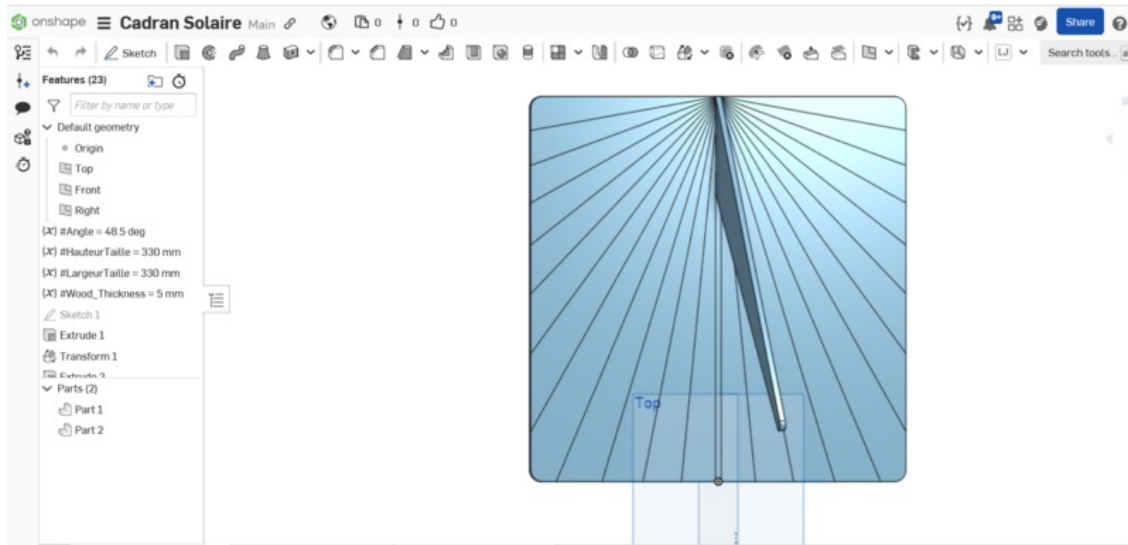 onshape Cadran Solaire Main 0 0 0 Share
Sketch Search tools...
Features (23)
Filter by name or type
Default geometry
Origin
Top
Front
Right
(x) #Angle = 48.5 deg
(x) #HauteurTaille = 330 mm
(x) #LargeurTaille = 330 mm
(x) #Wood_Thickness = 5 mm
Sketch 1
Extrude 1
Transform 1
Extrude 2
Parts (2)
Part 1
Part 2
Top